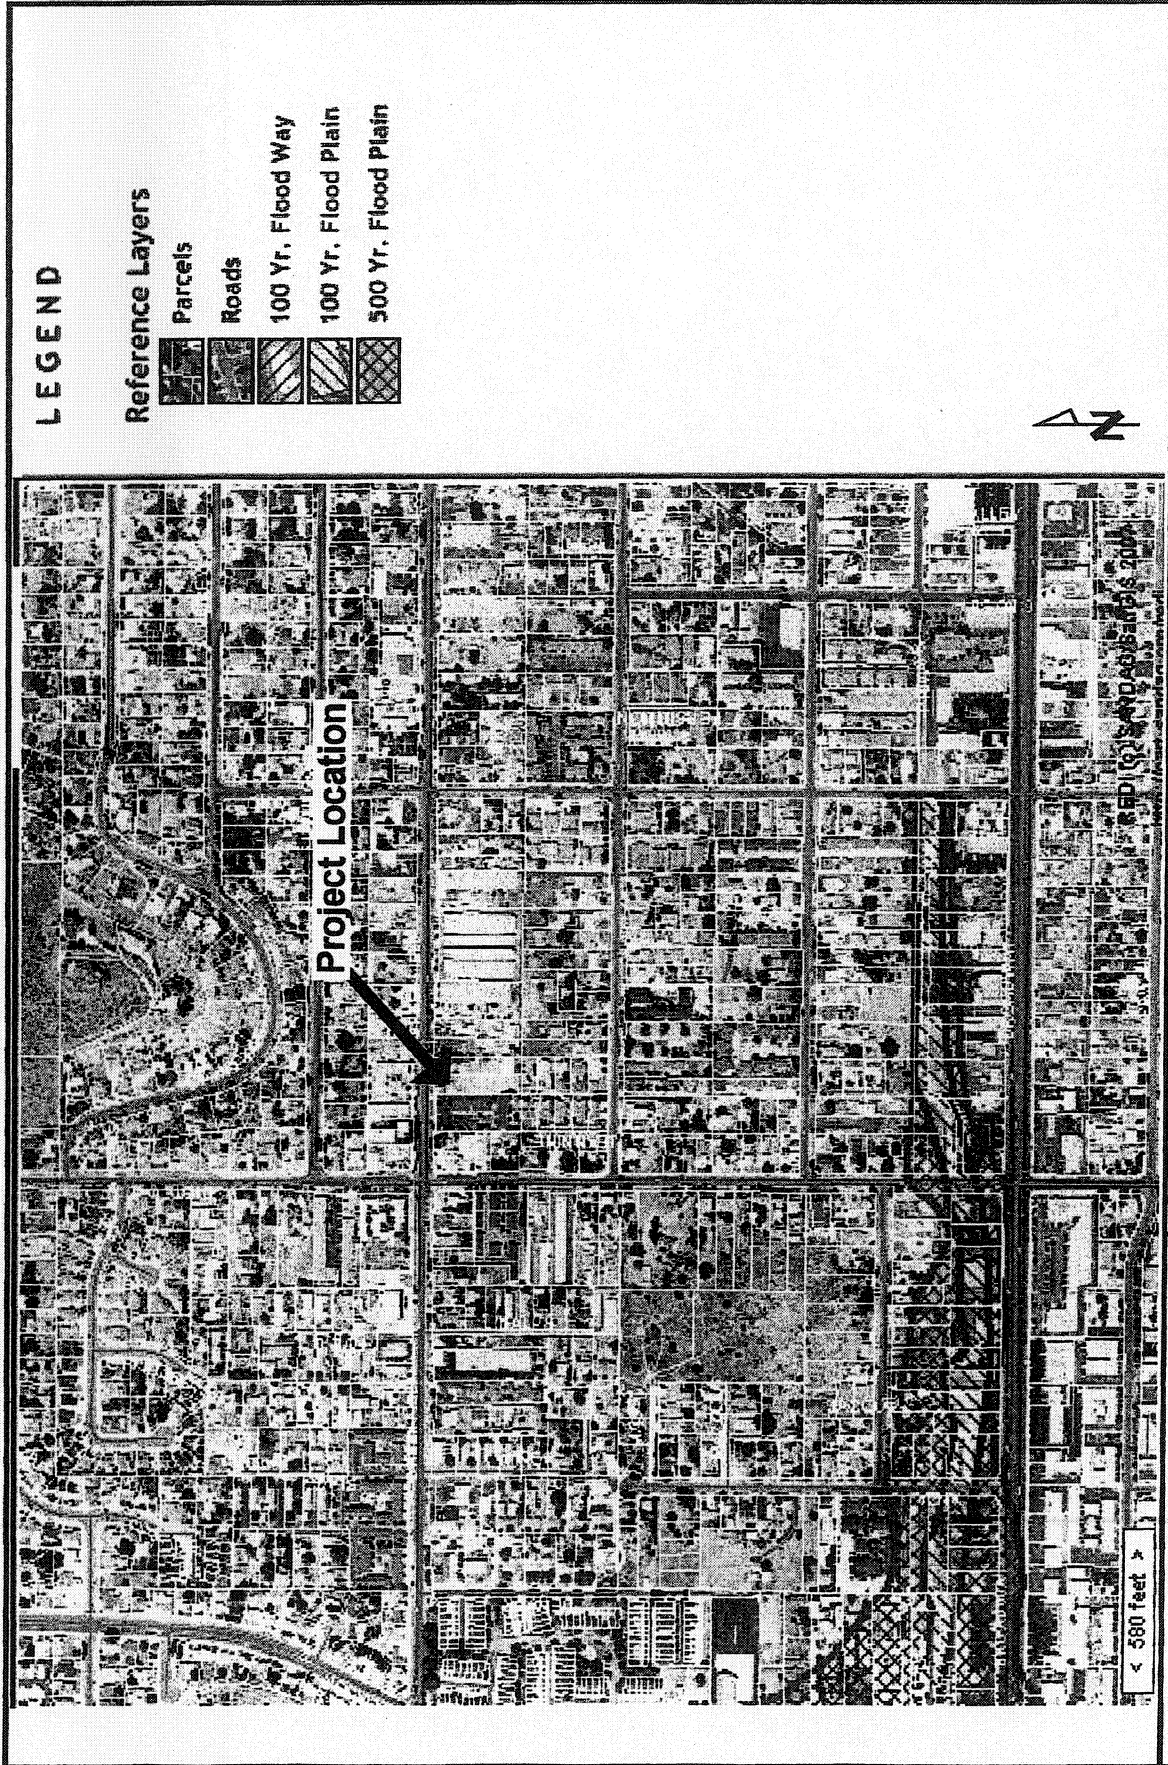 LEGEND
Reference Layers
Parcels
Roads
100 Yr. Flood Way
100 Yr. Flood Plain
500 Yr. Flood Plain
Project Location
N
< 580 feet >